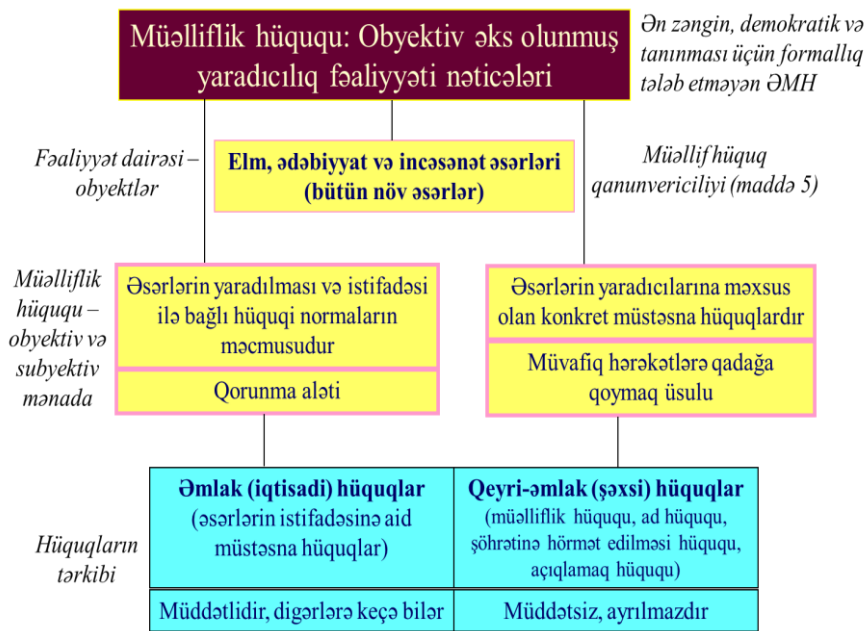 Müəlliflik hüququ: Obyektiv əks olunmuş
yaradıcılıq fəaliyyəti nəticələri
Ən zəngin, demokratik və
tanınması üçün formallıq
tələb etməyən ƏMH
Fəaliyyət dairəsi –
obyektlər
Elm, ədəbiyyat və incəsənət əsərləri
(bütün növ əsərlər)
Müəllif hüquq
qanunvericiliyi (maddə 5)
Müəlliflik
hüququ –
obyektiv və
subyektiv
mənada
Əsərlərin yaradılması və istifadəsi
ilə bağlı hüquqi normaların
məcmusudur
Qorunma aləti
Əsərlərin yaradıcılarına məxsus
olan konkret müstəsna hüquqlardır
Müvafiq hərəkətlərə qadağa
qoymaq üsulu
Hüquqların
tərkibi
Əmlak (iqtisadi) hüquqlar
(əsərlərin istifadəsinə aid
müstəsna hüquqlar)
Müddətlidir, digərlərə keçə bilər
Qeyri-əmlak (şəxsi) hüquqlar
(müəlliflik hüququ, ad hüququ,
şöhrətinə hörmət edilməsi hüququ,
açıqlamaq hüququ)
Müddətsiz, ayrılmazdır